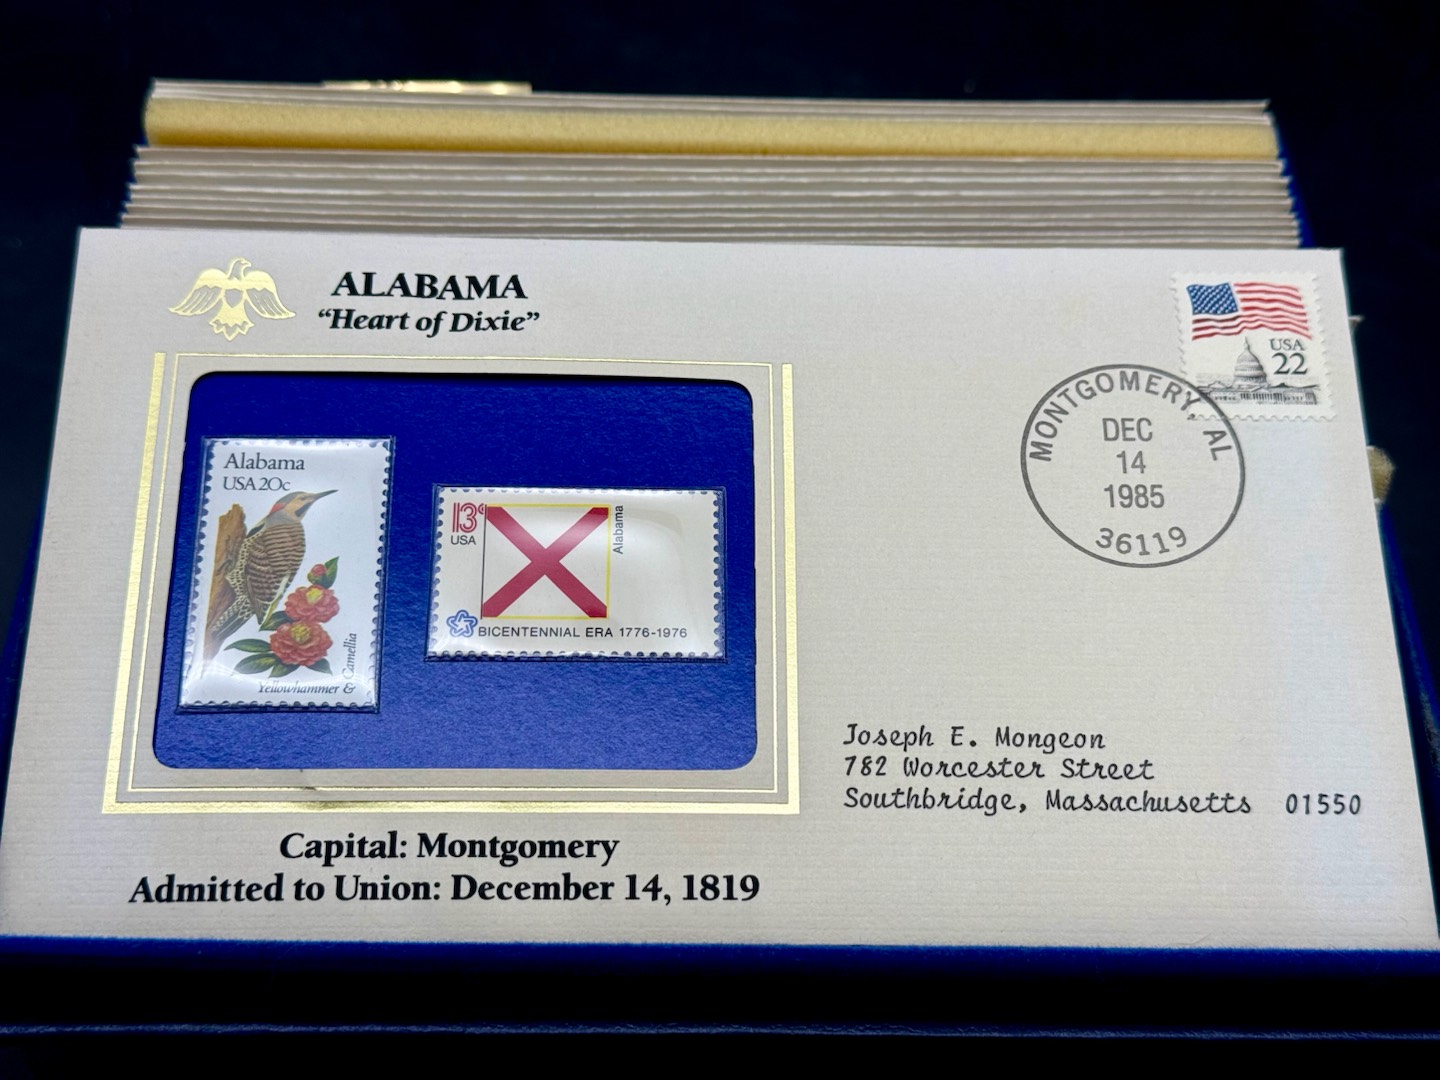 ALABAMA
"Heart of Dixie"
Alabama
USA 20c
Yellowhammer & Camellia
13c
USA
Alabama
BICENTENNIAL ERA 1776-1976
USA
22
MONTGOMERY, AL
DEC
14
1985
36119
Joseph E. Mongeon
782 Worcester Street
Southbridge, Massachusetts 01550
Capital: Montgomery
Admitted to Union: December 14, 1819